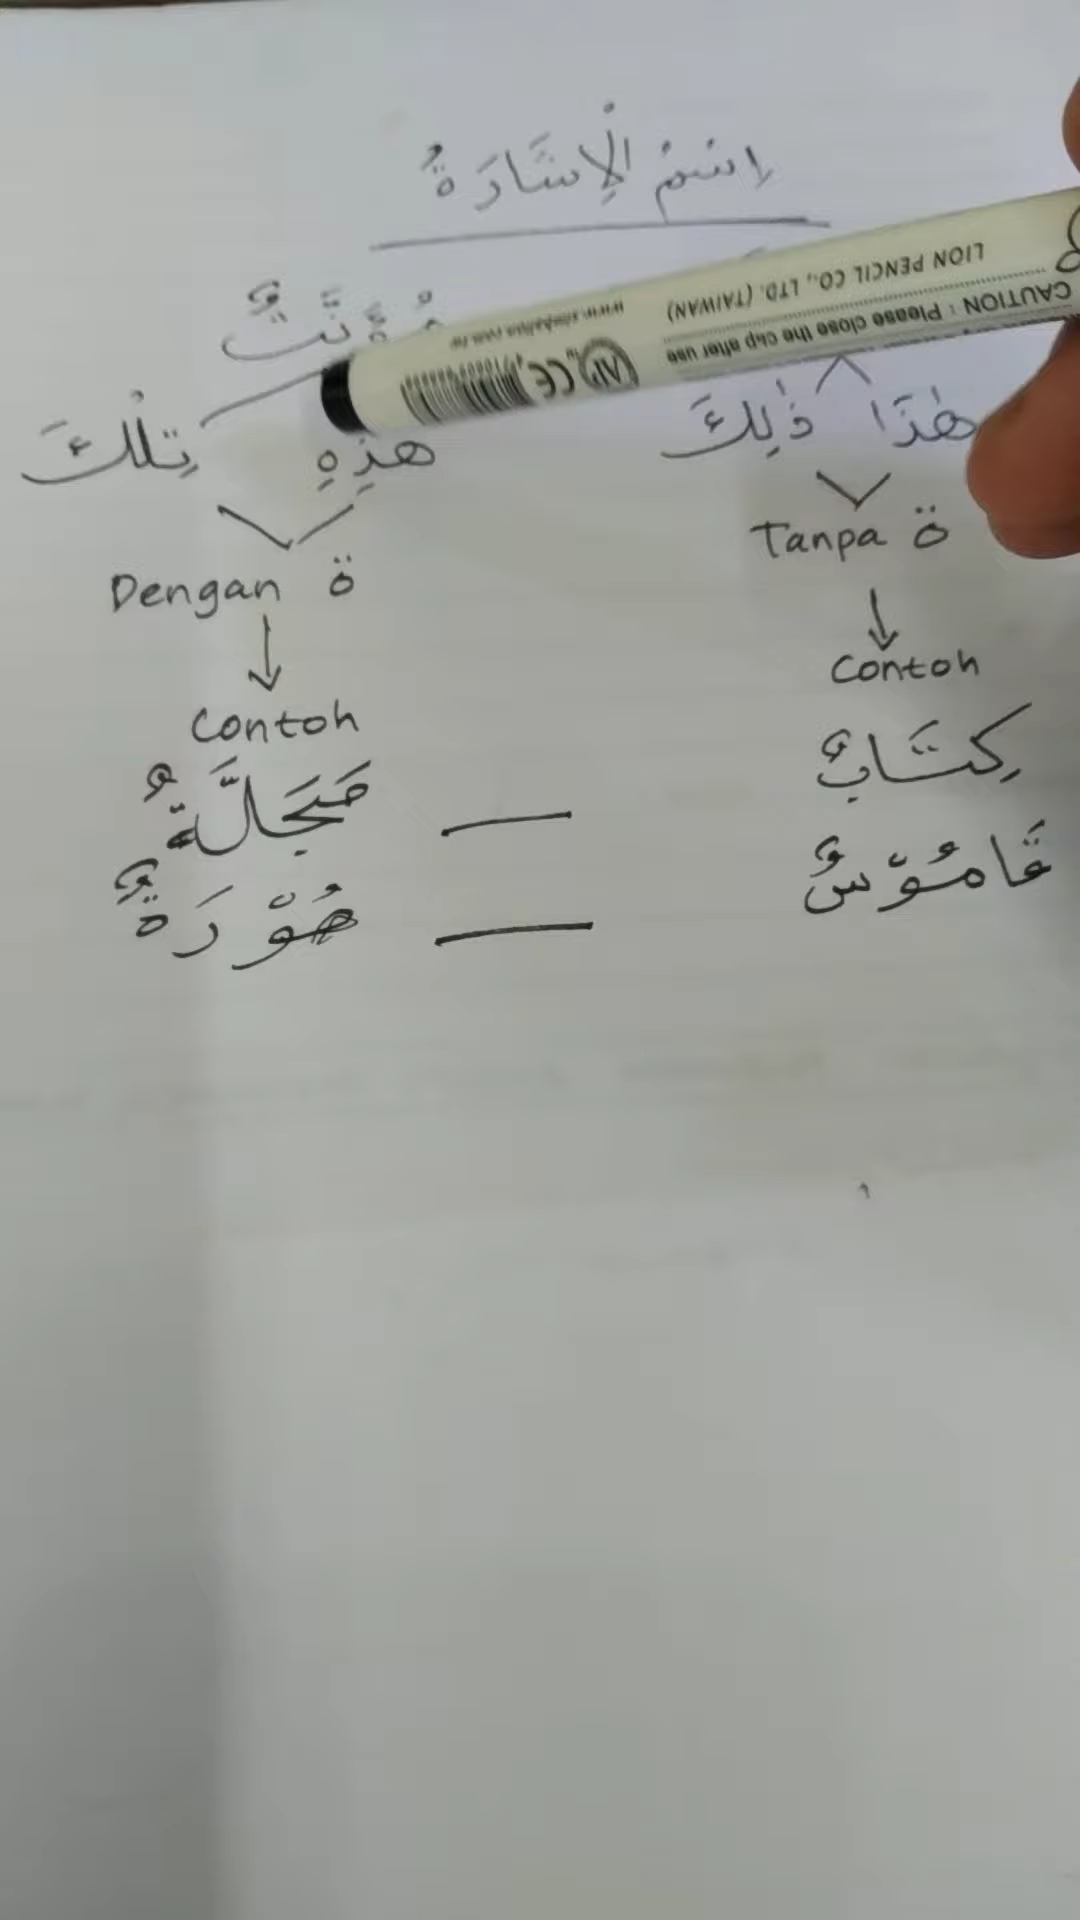 اِسْمُ الْاِشَارَةُ
مُؤَنَّثٌ
CAUTION : Please close the cap after use
LION PENCIL CO., LTD. (TAIWAN)
CE
هٰذَا ذٰلِكَ
هٰذِهِ تِلْكَ
Tanpa ة
Dengan ة
Contoh
Contoh
كِتَابٌ
مَجَلَّةٌ
قَامُوْسٌ
صُوْرَةٌ